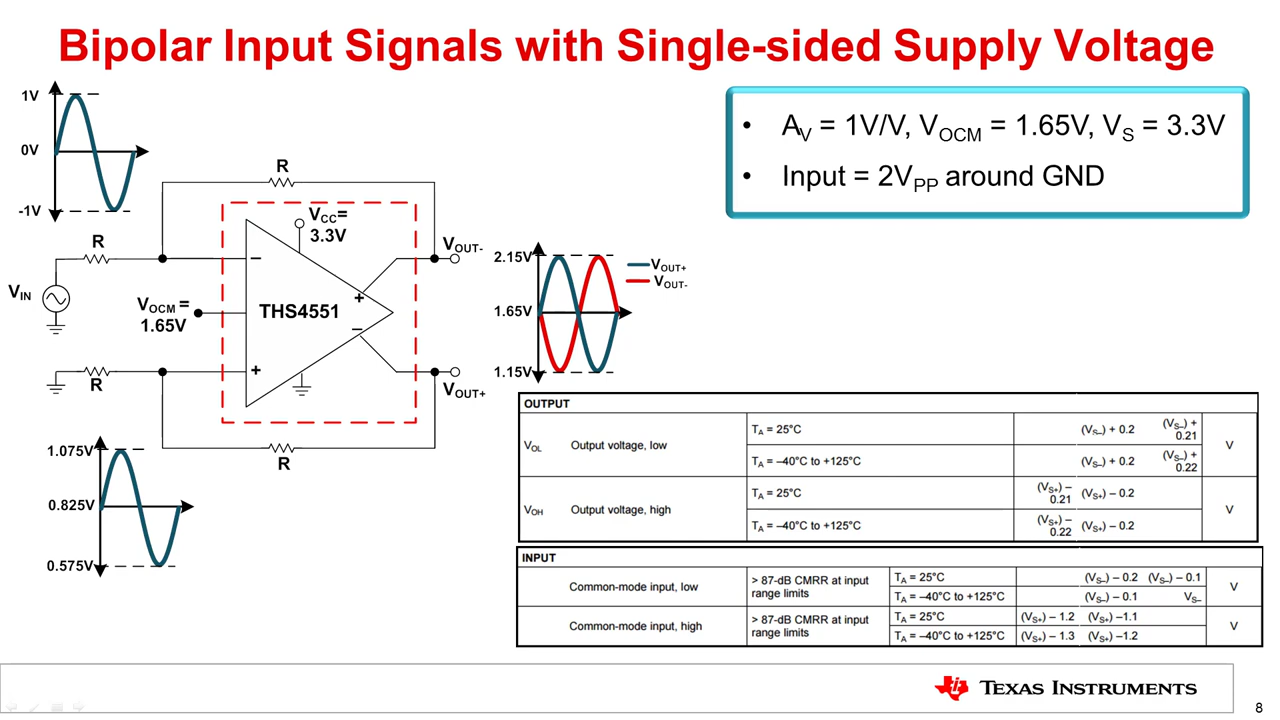 Bipolar Input Signals with Single-sided Supply Voltage
1V
0V
-1V
• AV = 1V/V, VOCM = 1.65V, VS = 3.3V
• Input = 2VPP around GND
R
VCC=
3.3V
R
VOUT-
VIN
VOCM =
1.65V
THS4551
R
VOUT+
R
2.15V
1.65V
1.15V
VOUT+
VOUT-
1.075V
0.825V
0.575V
OUTPUT
VOL Output voltage, low TA = 25°C (VS–) + 0.2 (VS–) + 0.21 V
TA = –40°C to +125°C (VS–) + 0.2 (VS–) + 0.22
VOH Output voltage, high TA = 25°C (VS+) – 0.21 (VS+) – 0.2 V
TA = –40°C to +125°C (VS+) – 0.22 (VS+) – 0.2
INPUT
Common-mode input, low > 87-dB CMRR at input range limits TA = 25°C (VS–) – 0.2 (VS–) – 0.1 V
TA = –40°C to +125°C (VS–) – 0.1 VS–
Common-mode input, high > 87-dB CMRR at input range limits TA = 25°C (VS+) – 1.2 (VS+) –1.1 V
TA = –40°C to +125°C (VS+) – 1.3 (VS+) –1.2
TEXAS INSTRUMENTS
8